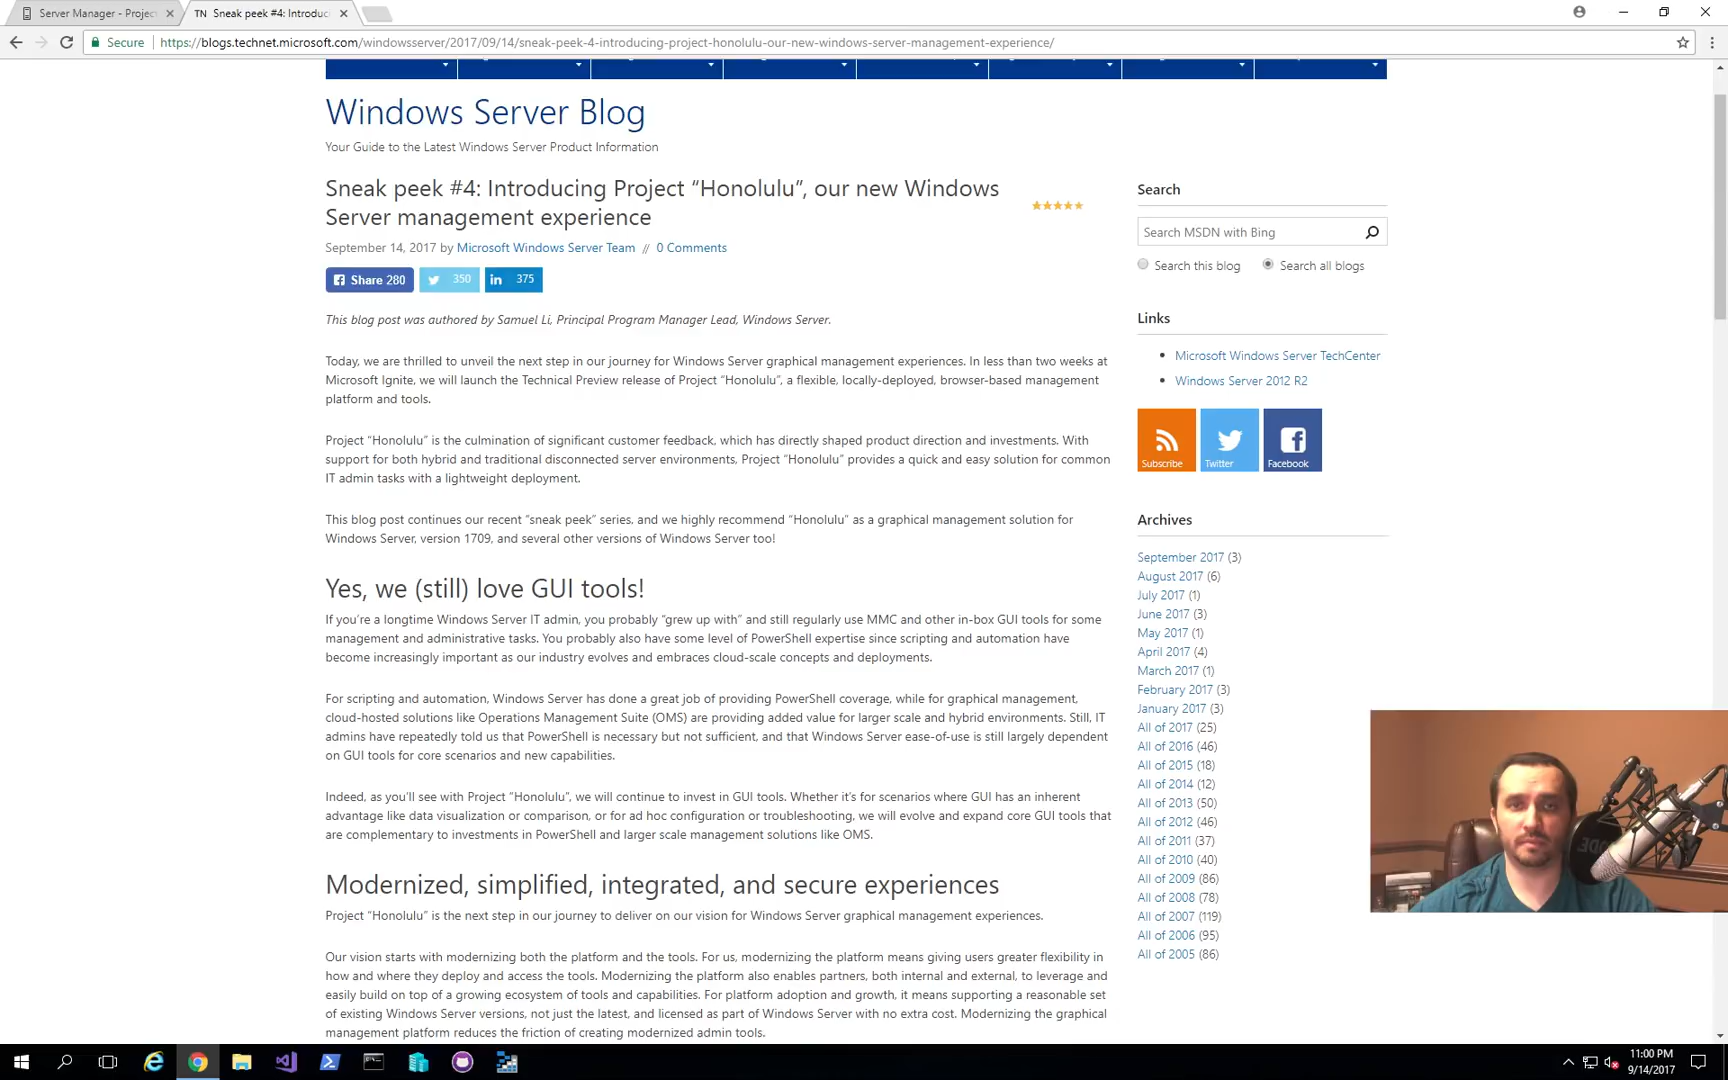 Server Manager - Projec
TN Sneak peek #4: Introduc
Secure https://blogs.technet.microsoft.com/windowsserver/2017/09/14/sneak-peek-4-introducing-project-honolulu-our-new-windows-server-management-experience/
Windows Server Blog
Your Guide to the Latest Windows Server Product Information
Sneak peek #4: Introducing Project “Honolulu”, our new Windows
Server management experience
September 14, 2017 by Microsoft Windows Server Team // 0 Comments
Share 280
350
in 375
This blog post was authored by Samuel Li, Principal Program Manager Lead, Windows Server.
Today, we are thrilled to unveil the next step in our journey for Windows Server graphical management experiences. In less than two weeks at
Microsoft Ignite, we will launch the Technical Preview release of Project “Honolulu”, a flexible, locally-deployed, browser-based management
platform and tools.
Project “Honolulu” is the culmination of significant customer feedback, which has directly shaped product direction and investments. With
support for both hybrid and traditional disconnected server environments, Project “Honolulu” provides a quick and easy solution for common
IT admin tasks with a lightweight deployment.
This blog post continues our recent “sneak peek” series, and we highly recommend “Honolulu” as a graphical management solution for
Windows Server, version 1709, and several other versions of Windows Server too!
Yes, we (still) love GUI tools!
If you’re a longtime Windows Server IT admin, you probably “grew up with” and still regularly use MMC and other in-box GUI tools for some
management and administrative tasks. You probably also have some level of PowerShell expertise since scripting and automation have
become increasingly important as our industry evolves and embraces cloud-scale concepts and deployments.
For scripting and automation, Windows Server has done a great job of providing PowerShell coverage, while for graphical management,
cloud-hosted solutions like Operations Management Suite (OMS) are providing added value for larger scale and hybrid environments. Still, IT
admins have repeatedly told us that PowerShell is necessary but not sufficient, and that Windows Server ease-of-use is still largely dependent
on GUI tools for core scenarios and new capabilities.
Indeed, as you’ll see with Project “Honolulu”, we will continue to invest in GUI tools. Whether it’s for scenarios where GUI has an inherent
advantage like data visualization or comparison, or for ad hoc configuration or troubleshooting, we will evolve and expand core GUI tools that
are complementary to investments in PowerShell and larger scale management solutions like OMS.
Modernized, simplified, integrated, and secure experiences
Project “Honolulu” is the next step in our journey to deliver on our vision for Windows Server graphical management experiences.
Our vision starts with modernizing both the platform and the tools. For us, modernizing the platform means giving users greater flexibility in
how and where they deploy and access the tools. Modernizing the platform also enables partners, both internal and external, to leverage and
easily build on top of a growing ecosystem of tools and capabilities. For platform adoption and growth, it means supporting a reasonable set
of existing Windows Server versions, not just the latest, and licensed as part of Windows Server with no extra cost. Modernizing the graphical
management platform reduces the friction of creating modernized admin tools.
Search
Search MSDN with Bing
Search this blog
Search all blogs
Links
Microsoft Windows Server TechCenter
Windows Server 2012 R2
Subscribe
Twitter
Facebook
Archives
September 2017 (3)
August 2017 (6)
July 2017 (1)
June 2017 (3)
May 2017 (1)
April 2017 (4)
March 2017 (1)
February 2017 (3)
January 2017 (3)
All of 2017 (25)
All of 2016 (46)
All of 2015 (18)
All of 2014 (12)
All of 2013 (50)
All of 2012 (46)
All of 2011 (37)
All of 2010 (40)
All of 2009 (86)
All of 2008 (78)
All of 2007 (119)
All of 2006 (95)
All of 2005 (86)
11:00 PM
9/14/2017